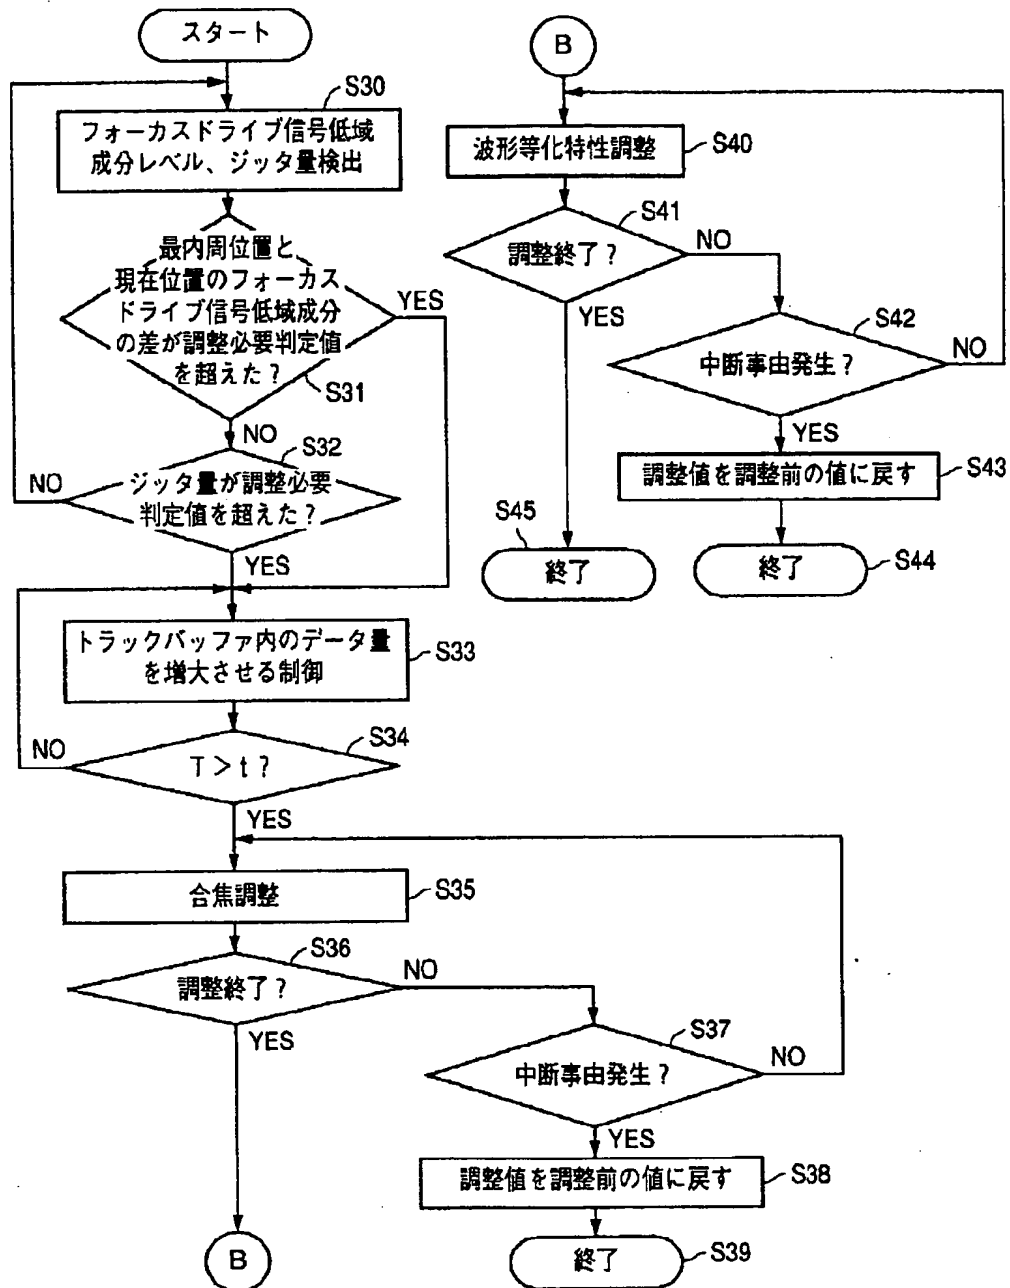 スタート
S30
フォーカスドライブ信号低域
成分レベル、ジッタ量検出
最内周位置と
現在位置のフォーカス
ドライブ信号低域成分
の差が調整必要判定値
を超えた?
YES
S31
NO
S32
ジッタ量が調整必要
判定値を超えた?
NO
YES
トラックバッファ内のデータ量
を増大させる制御
S33
S34
T>t?
NO
YES
合焦調整
S35
S36
調整終了?
NO
YES
S37
中断事由発生?
NO
YES
調整値を調整前の値に戻す
S38
終了
S39
B
B
波形等化特性調整
S40
S41
調整終了?
NO
YES
S42
中断事由発生?
NO
YES
調整値を調整前の値に戻す
S43
S45
終了
終了
S44